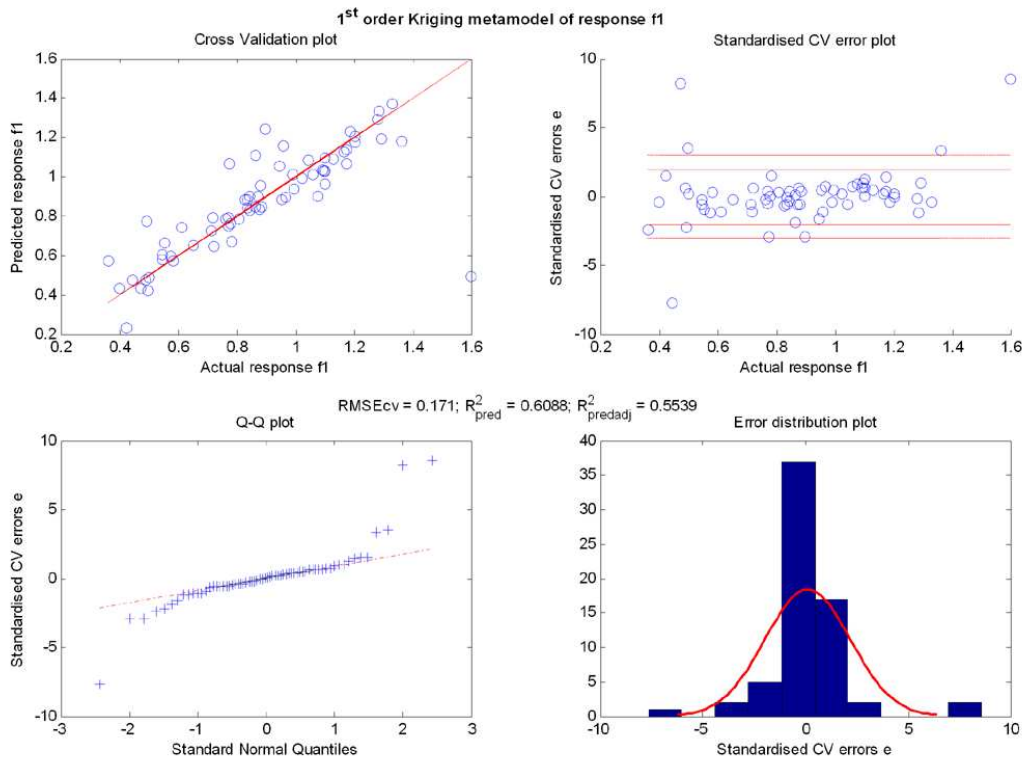 1st order Kriging metamodel of response f1
Cross Validation plot
1.6
1.4
1.2
1
0.8
0.6
0.4
0.2
0.2 0.4 0.6 0.8 1 1.2 1.4 1.6
Predicted response f1
Actual response f1
Standardised CV error plot
10
5
0
-5
-10
0.2 0.4 0.6 0.8 1 1.2 1.4 1.6
Standardised CV errors e
Actual response f1
RMSEcv = 0.171; R²pred = 0.6088; R²predadj = 0.5539
Q-Q plot
10
5
0
-5
-10
-3 -2 -1 0 1 2 3
Standardised CV errors e
Standard Normal Quantiles
Error distribution plot
40
35
30
25
20
15
10
5
0
-10 -5 0 5 10
Standardised CV errors e